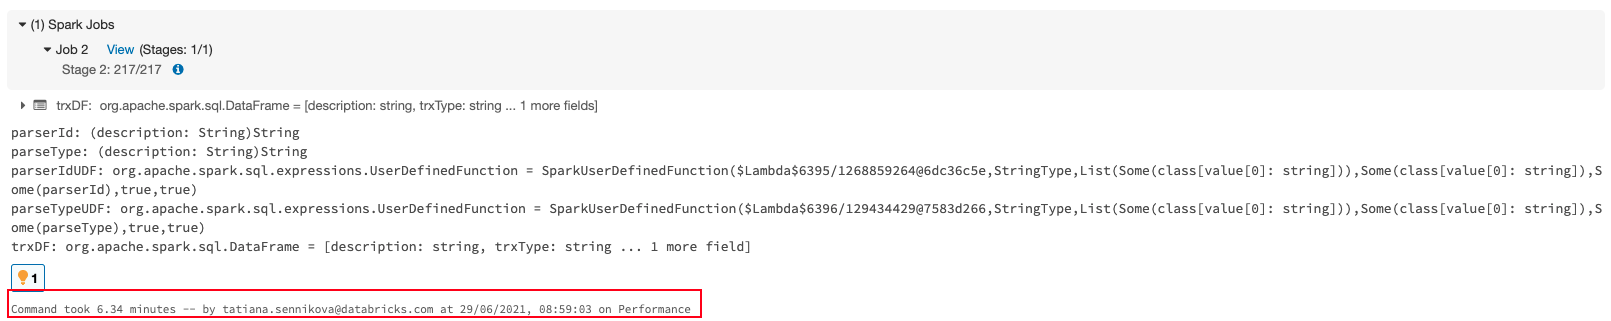 (1) Spark Jobs
Job 2 View (Stages: 1/1)
Stage 2: 217/217
trxDF: org.apache.spark.sql.DataFrame = [description: string, trxType: string ... 1 more fields]
parserId: (description: String)String
parseType: (description: String)String
parserIdUDF: org.apache.spark.sql.expressions.UserDefinedFunction = SparkUserDefinedFunction($Lambda$6395/1268859264@6dc36c5e,StringType,List(Some(class[value[0]: string])),Some(class[value[0]: string]),S
ome(parserId),true,true)
parseTypeUDF: org.apache.spark.sql.expressions.UserDefinedFunction = SparkUserDefinedFunction($Lambda$6396/129434429@7583d266,StringType,List(Some(class[value[0]: string])),Some(class[value[0]: string]),S
ome(parseType),true,true)
trxDF: org.apache.spark.sql.DataFrame = [description: string, trxType: string ... 1 more field]
1
Command took 6.34 minutes -- by tatiana.sennikova@databricks.com at 29/06/2021, 08:59:03 on Performance